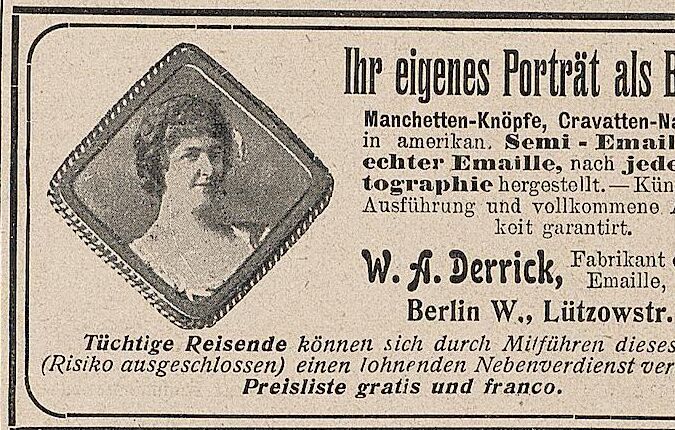 Ihr eigenes Porträt als B
Manchetten-Knöpfe, Cravatten-Na
in amerikan. Semi-Email
echter Emaille, nach jede
tographie hergestellt. — Kün
Ausführung und vollkommene
keit garantirt.
W. A. Derrick, Fabrikant
Emaille,
Berlin W., Lützowstr.
Tüchtige Reisende können sich durch Mitführen dieses
(Risiko ausgeschlossen) einen lohnenden Nebenverdienst ver
Preisliste gratis und franco.